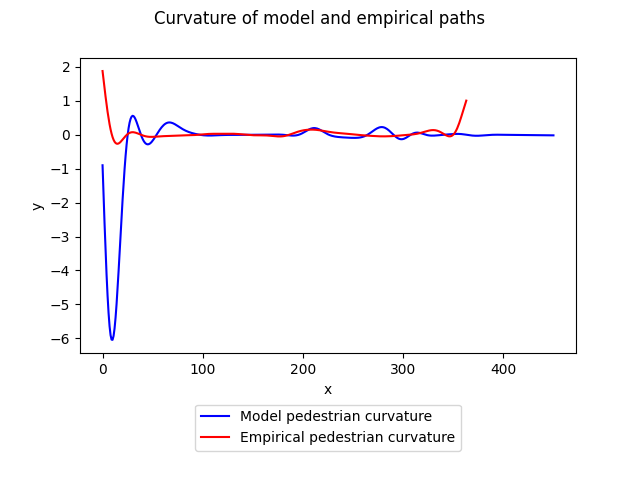 Curvature of model and empirical paths
2
1
0
−1
−2
−3
−4
−5
−6
y
0 100 200 300 400
x
Model pedestrian curvature
Empirical pedestrian curvature